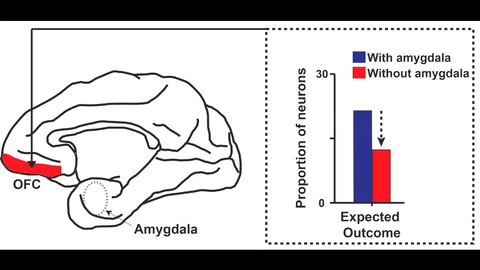 OFC
Amygdala
With amygdala
Without amygdala
Proportion of neurons
30
0
Expected
Outcome